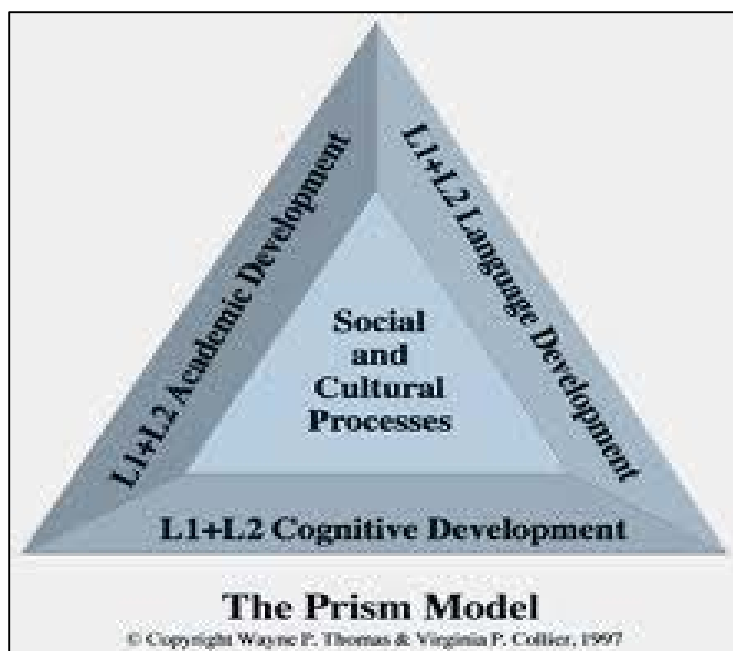 L1+L2 Academic Development
L1+L2 Language Development
Social
and
Cultural
Processes
L1+L2 Cognitive Development
The Prism Model
© Copyright Wayne P. Thomas & Virginia P. Collier, 1997